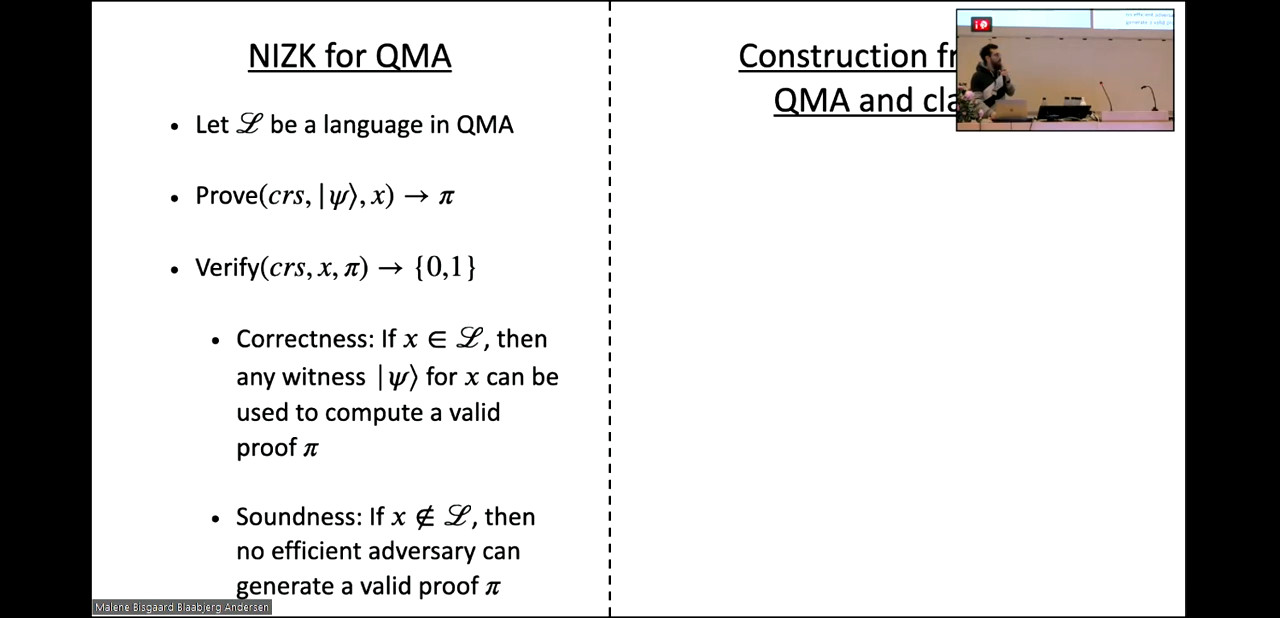 NIZK for QMA
• Let ℒ be a language in QMA
• Prove(crs, |ψ⟩, x) → π
• Verify(crs, x, π) → {0,1}
• Correctness: If x ∈ ℒ, then
any witness |ψ⟩ for x can be
used to compute a valid
proof π
• Soundness: If x ∉ ℒ, then
no efficient adversary can
generate a valid proof π
Construction
QMA and
Malene Bisgaard Blaabjerg Andersen